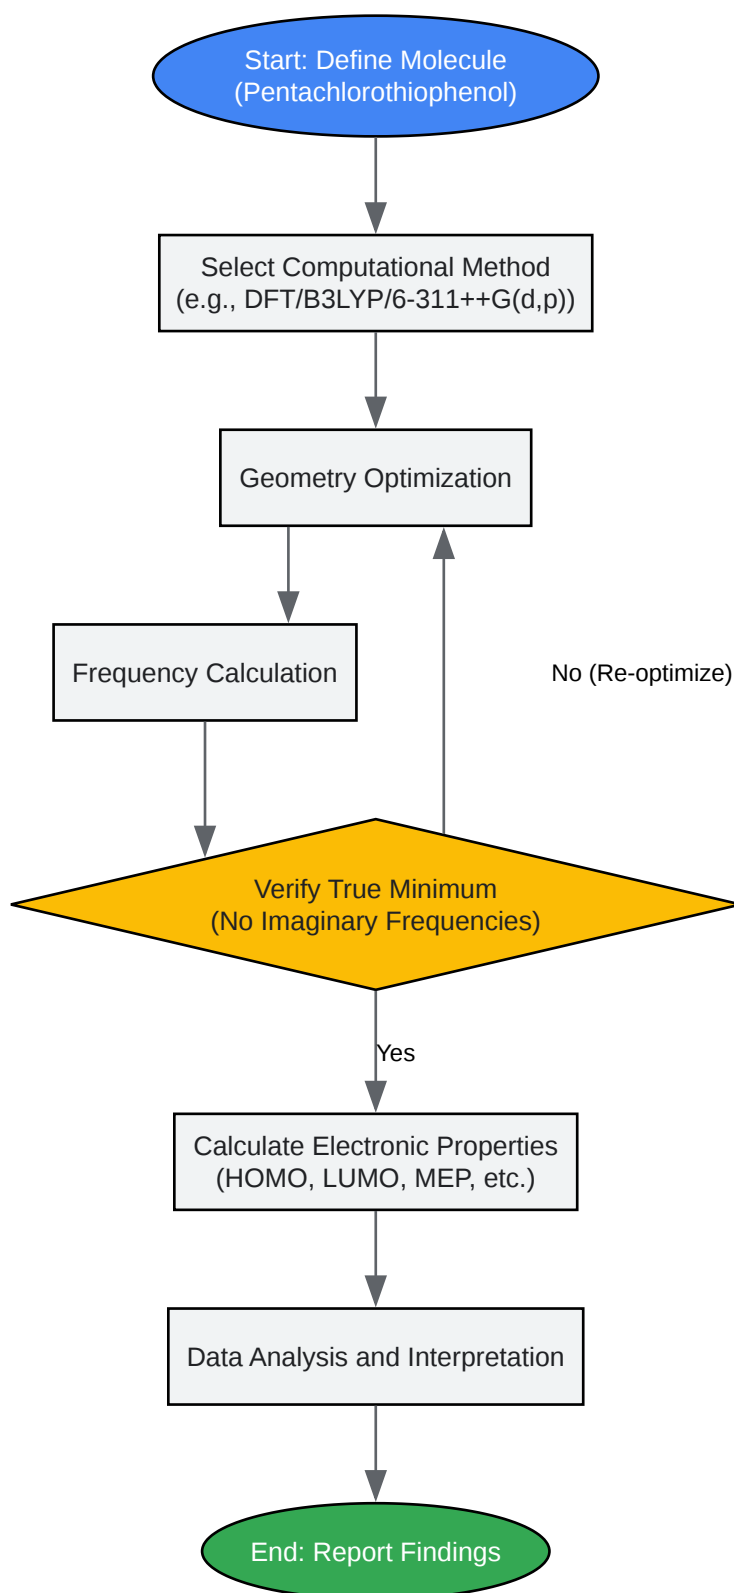 Start: Define Molecule
(Pentachlorothiophenol)
Select Computational Method
(e.g., DFT/B3LYP/6-311++G(d,p))
Geometry Optimization
Frequency Calculation
No (Re-optimize)
Verify True Minimum
(No Imaginary Frequencies)
Yes
Calculate Electronic Properties
(HOMO, LUMO, MEP, etc.)
Data Analysis and Interpretation
End: Report Findings